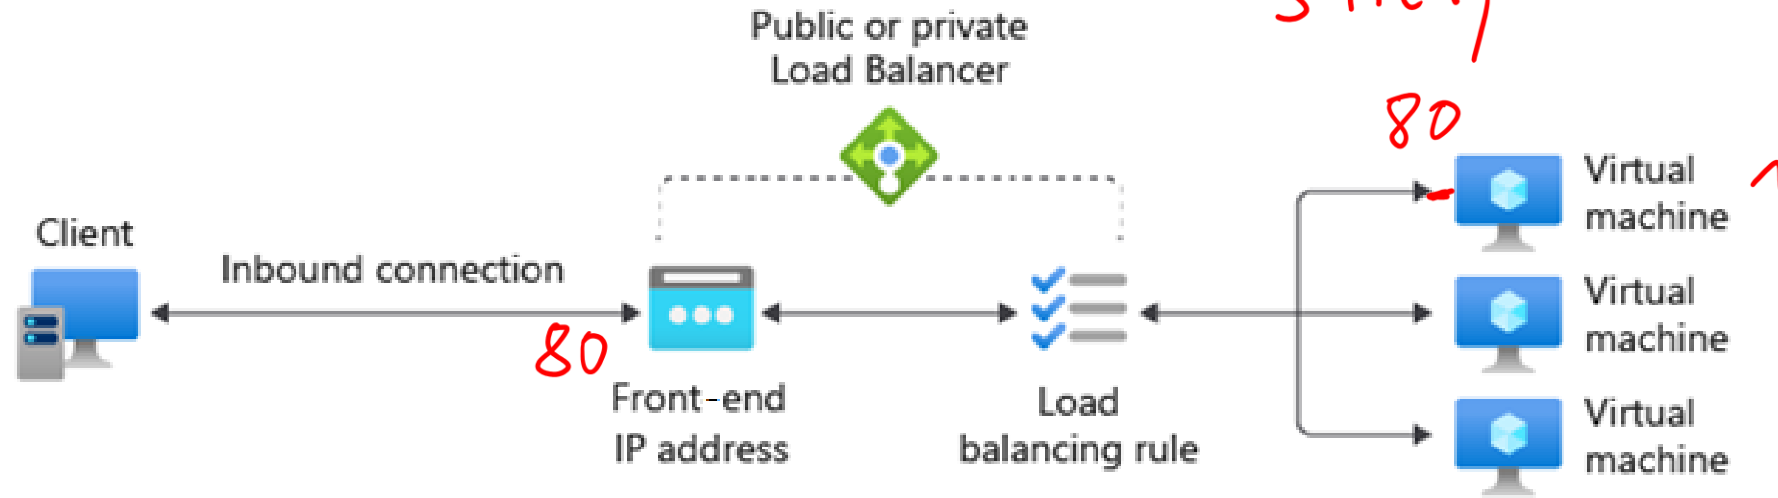 Public or private
Load Balancer
80
Virtual
machine
Client
Inbound connection
80
Front-end
IP address
Load
balancing rule
Virtual
machine
Virtual
machine